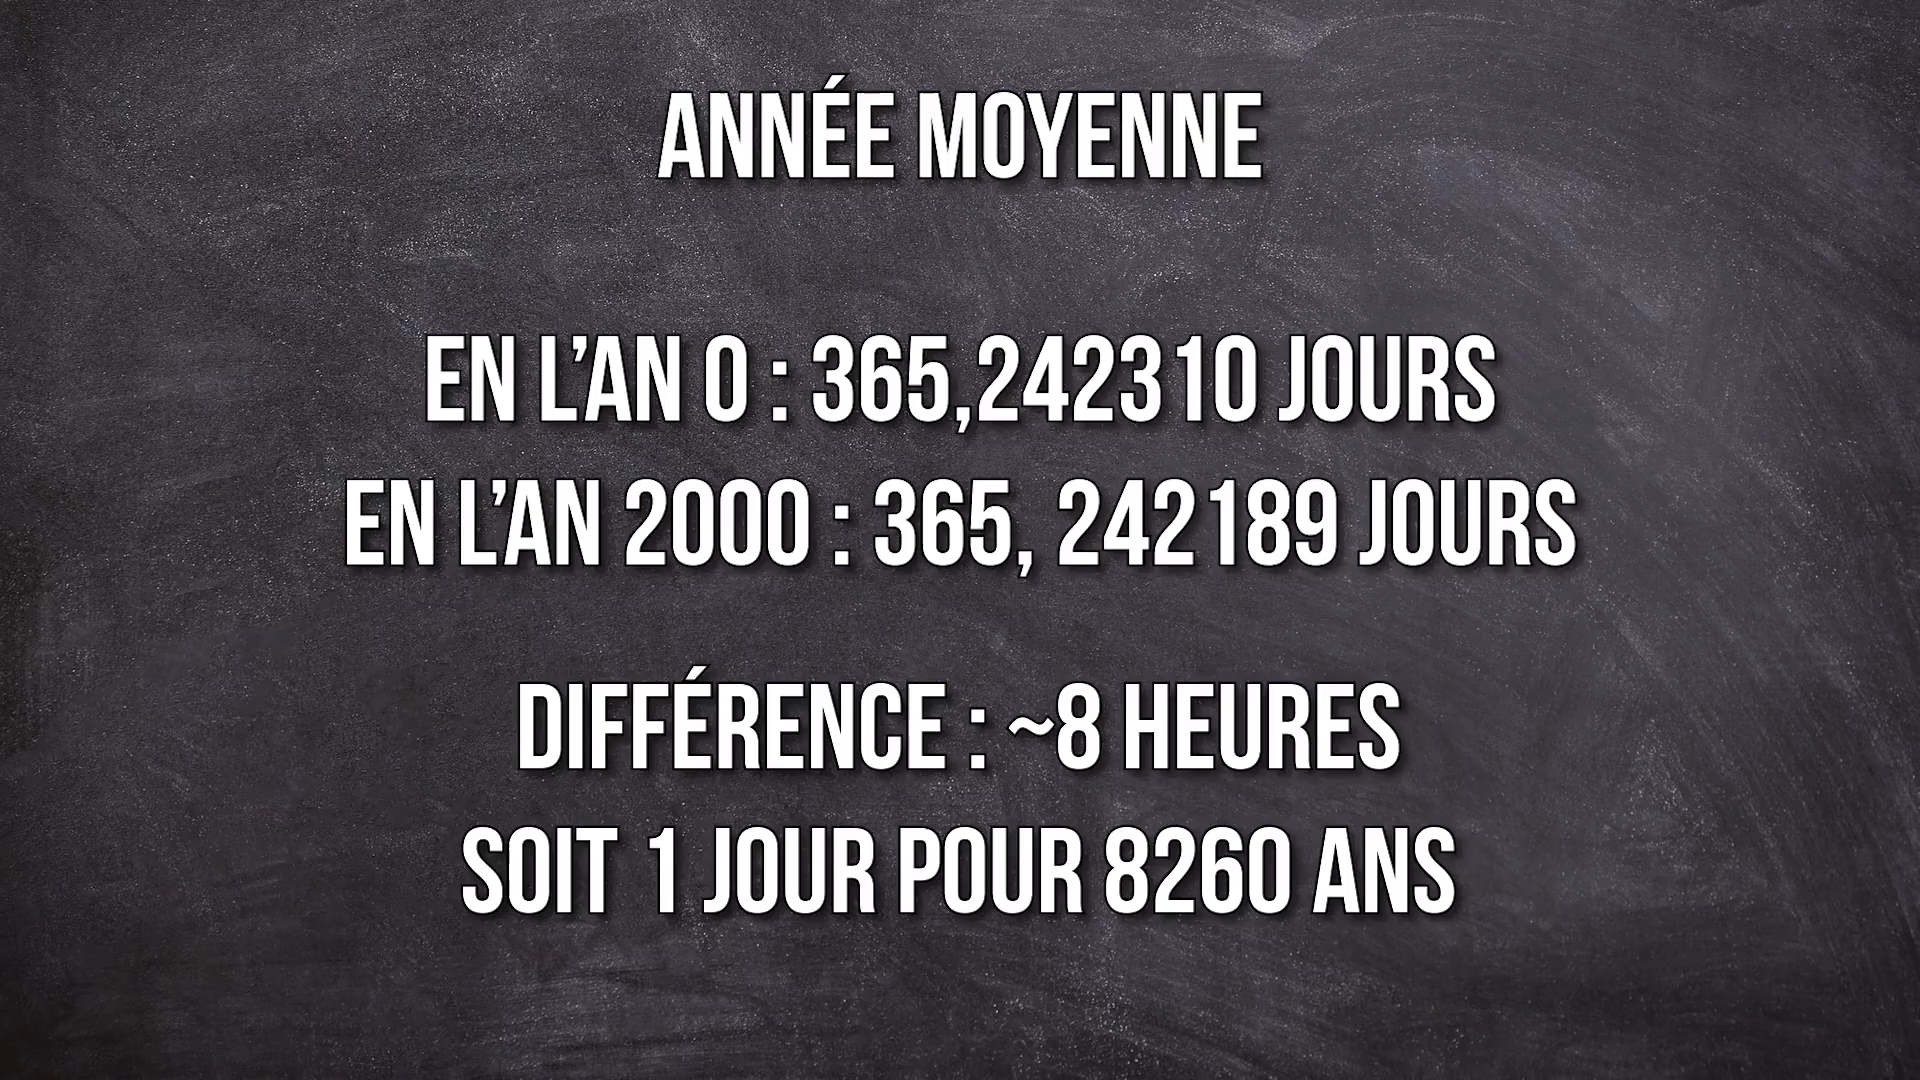 ANNÉE MOYENNE
EN L’AN 0 : 365,242310 JOURS
EN L’AN 2000 : 365, 242189 JOURS
DIFFÉRENCE : ~8 HEURES
SOIT 1 JOUR POUR 8260 ANS